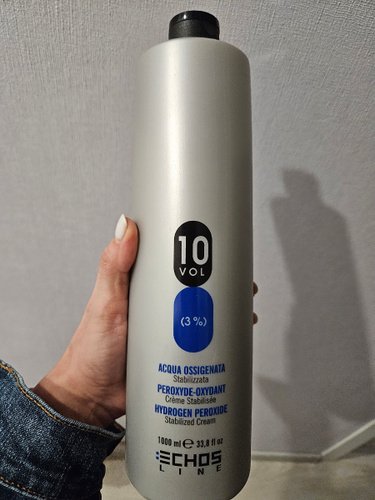 10
VOL
(3%)
ACQUA OSSIGENATA
Stabilizzata
PEROXYDE-OXYDANT
Crème Stabilisée
HYDROGEN PEROXIDE
Stabilized Cream
1000 ml ℮ 33,8 fl oz
ECHOS
LINE